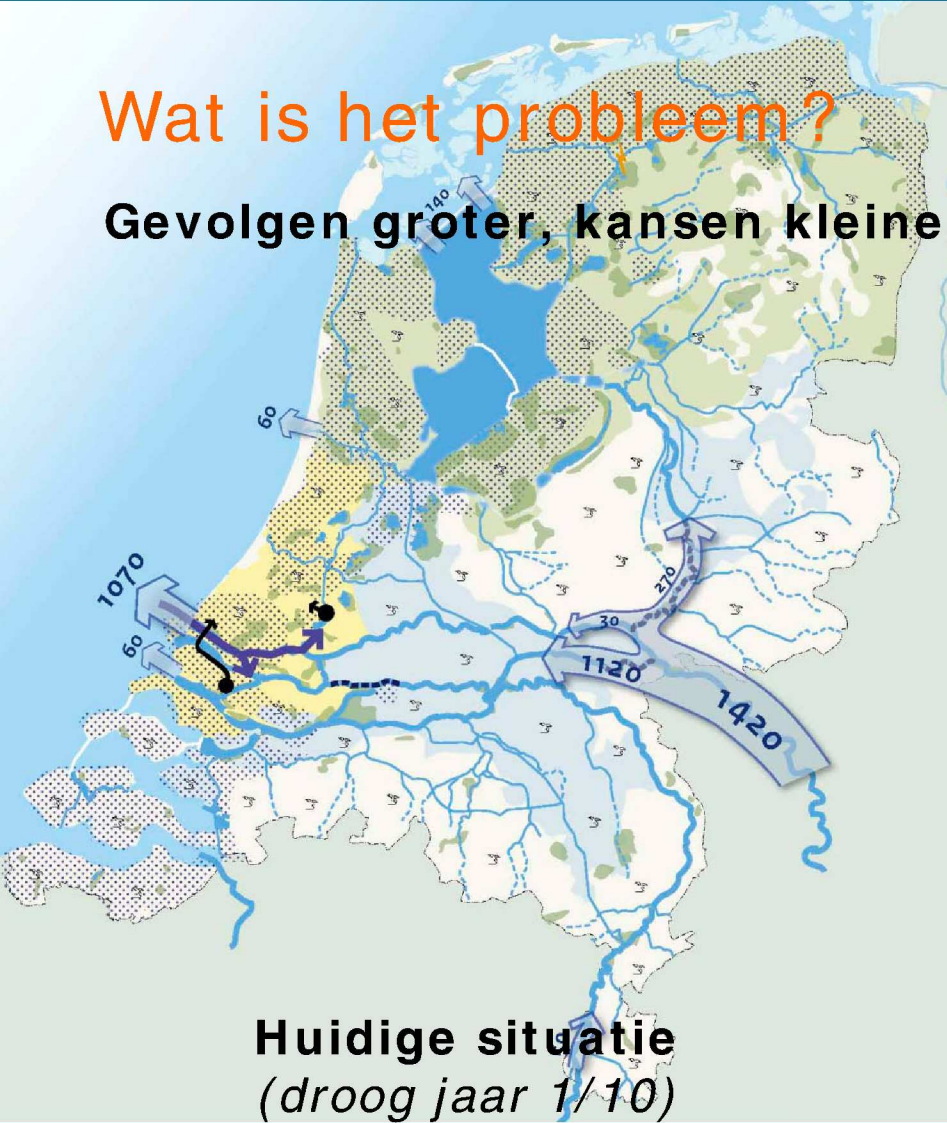 Wat is het probleem?
140
Gevolgen groter, kansen kleine
60
1070
60
270
30
1120
1420
Huidige situatie
(droog jaar 1/10)